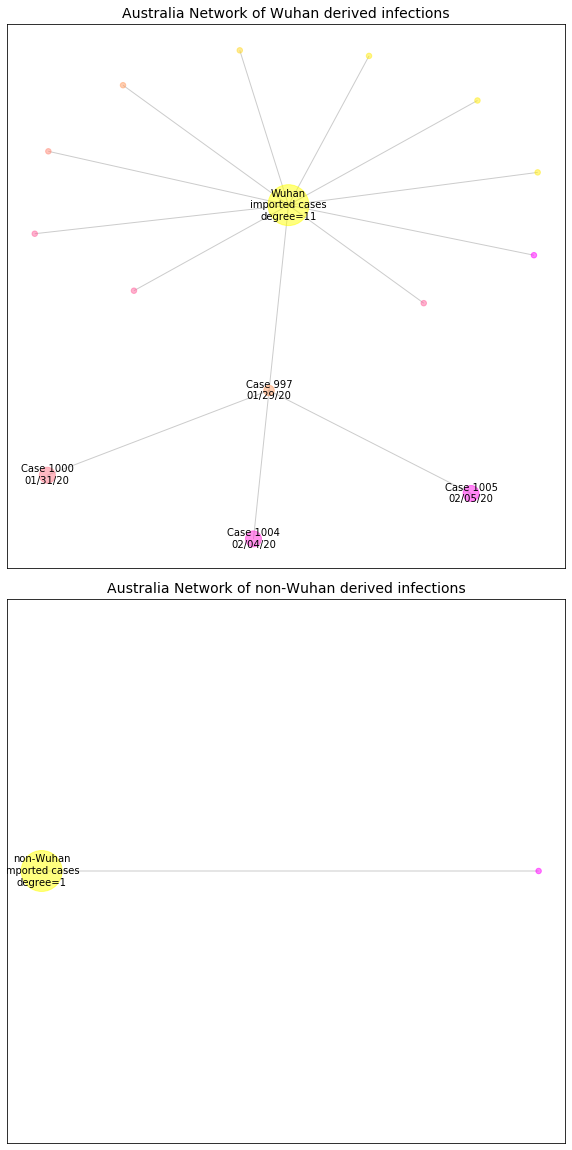 Australia Network of Wuhan derived infections
Wuhan
imported cases
degree=11
Case 997
01/29/20
Case 1000
01/31/20
Case 1005
02/05/20
Case 1004
02/04/20
Australia Network of non-Wuhan derived infections
non-Wuhan
mported cases
degree=1